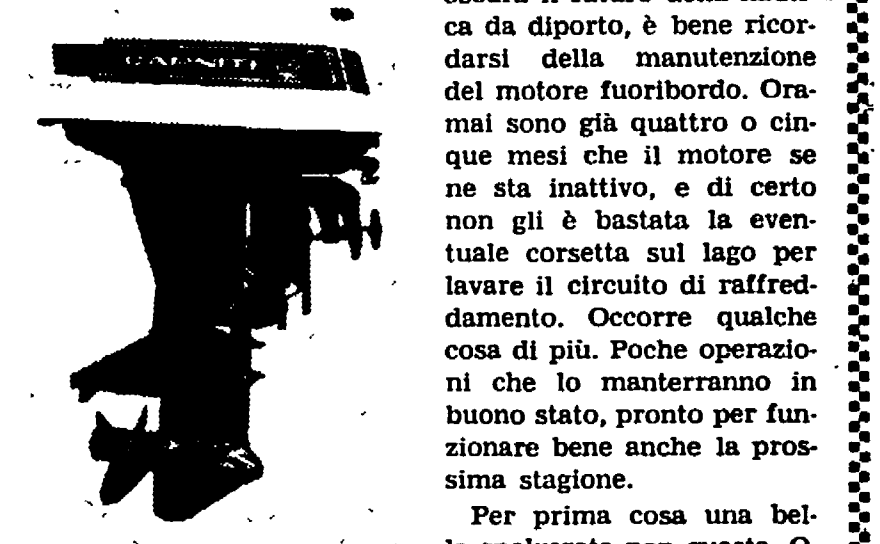 ca da diporto, è bene ricor-
darsi della manutenzione
del motore fuoribordo. Ora-
mai sono già quattro o cin-
que mesi che il motore se
ne sta inattivo, e di certo
non gli è bastata la even-
tuale corsetta sul lago per
lavare il circuito di raffred-
damento. Occorre qualche
cosa di più. Poche operazio-
ni che lo manterranno in
buono stato, pronto per fun-
zionare bene anche la pros-
sima stagione.
Per prima cosa una bel-